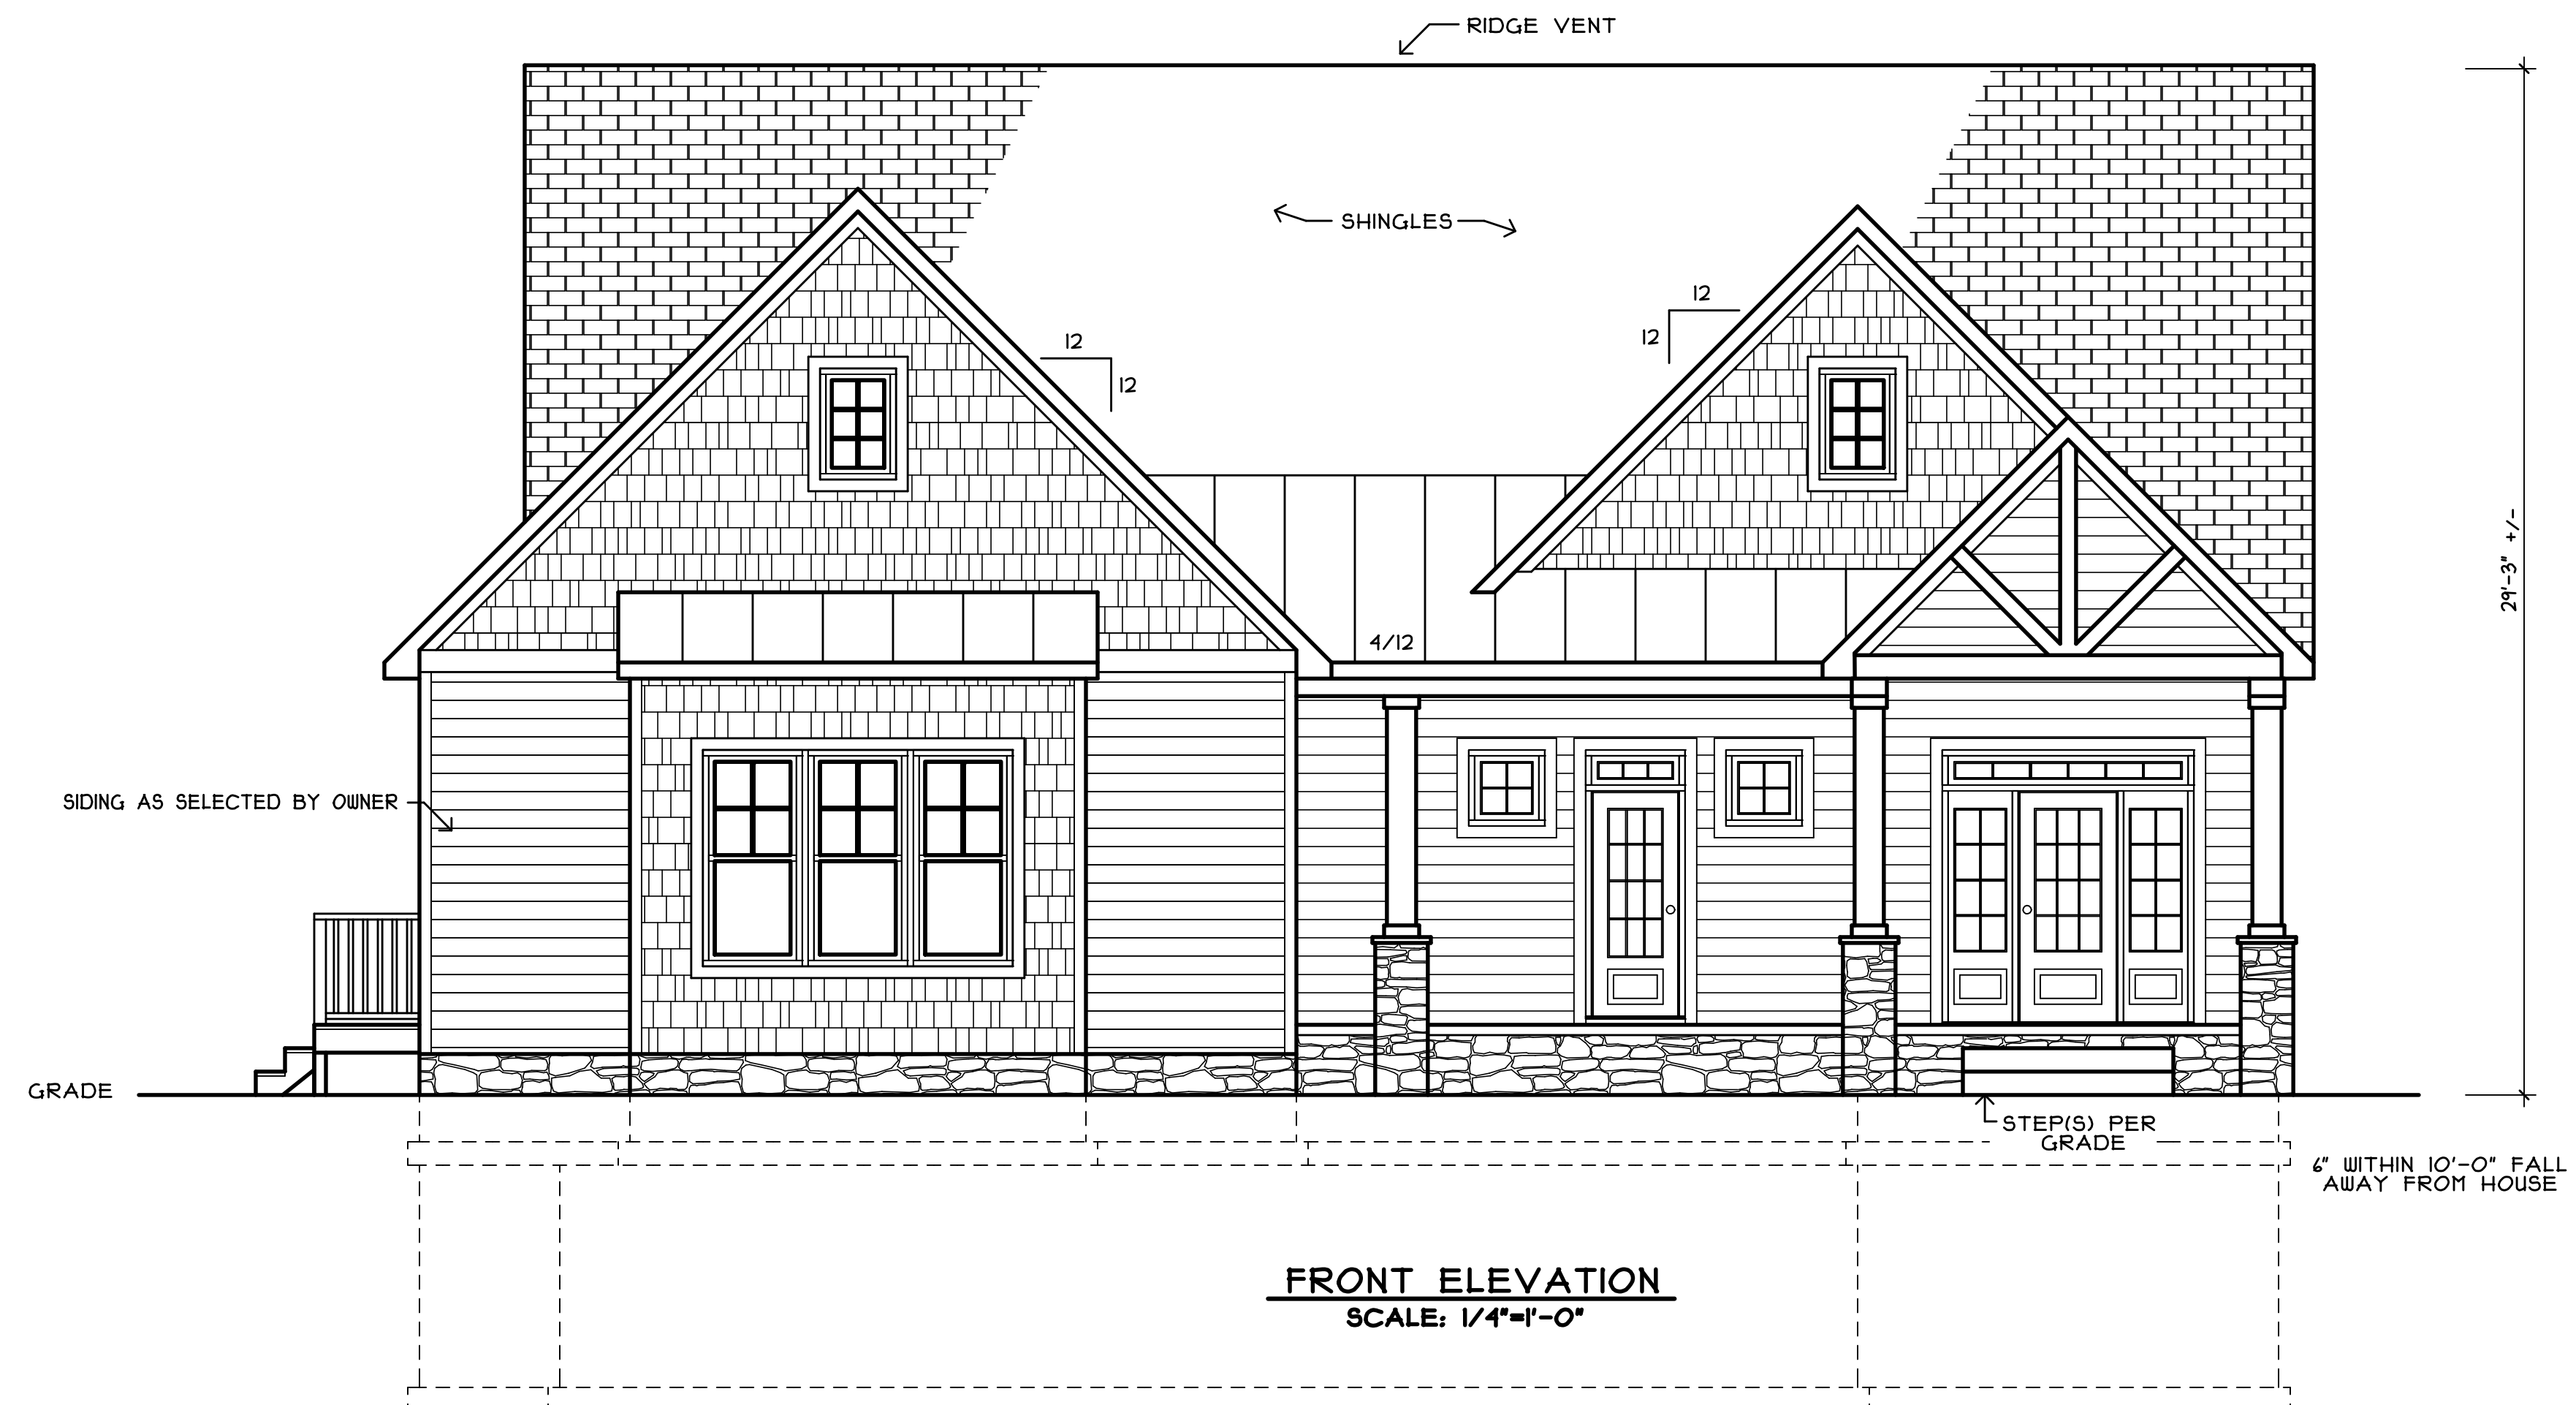 RIDGE VENT
SHINGLES
12
12
12
12
29'-3" +/-
4/12
SIDING AS SELECTED BY OWNER
GRADE
STEP(S) PER
GRADE
6" WITHIN 10'-0" FALL
AWAY FROM HOUSE
FRONT ELEVATION
SCALE: 1/4"=1'-0"